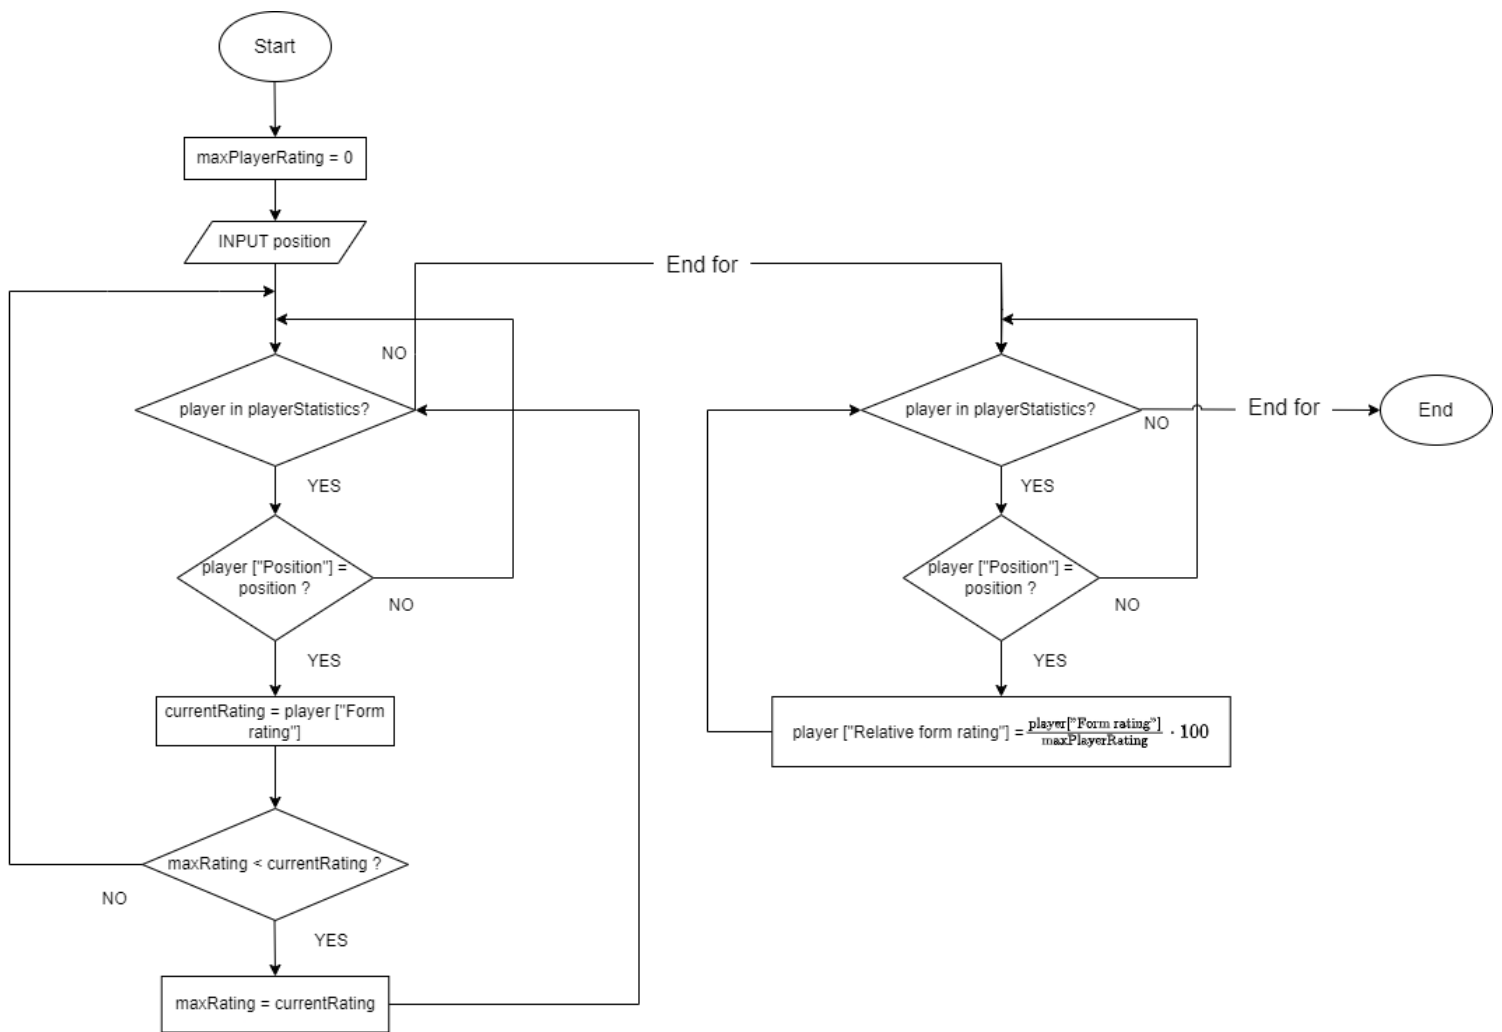 Start
maxPlayerRating = 0
INPUT position
End for
NO
player in playerStatistics?
YES
player ["Position"] =
position ?
NO
YES
currentRating = player ["Form
rating"]
maxRating < currentRating ?
NO
YES
maxRating = currentRating
player in playerStatistics?
NO
End for
End
YES
player ["Position"] =
position ?
NO
YES
player ["Relative form rating"] = player["Form rating"] / maxPlayerRating · 100